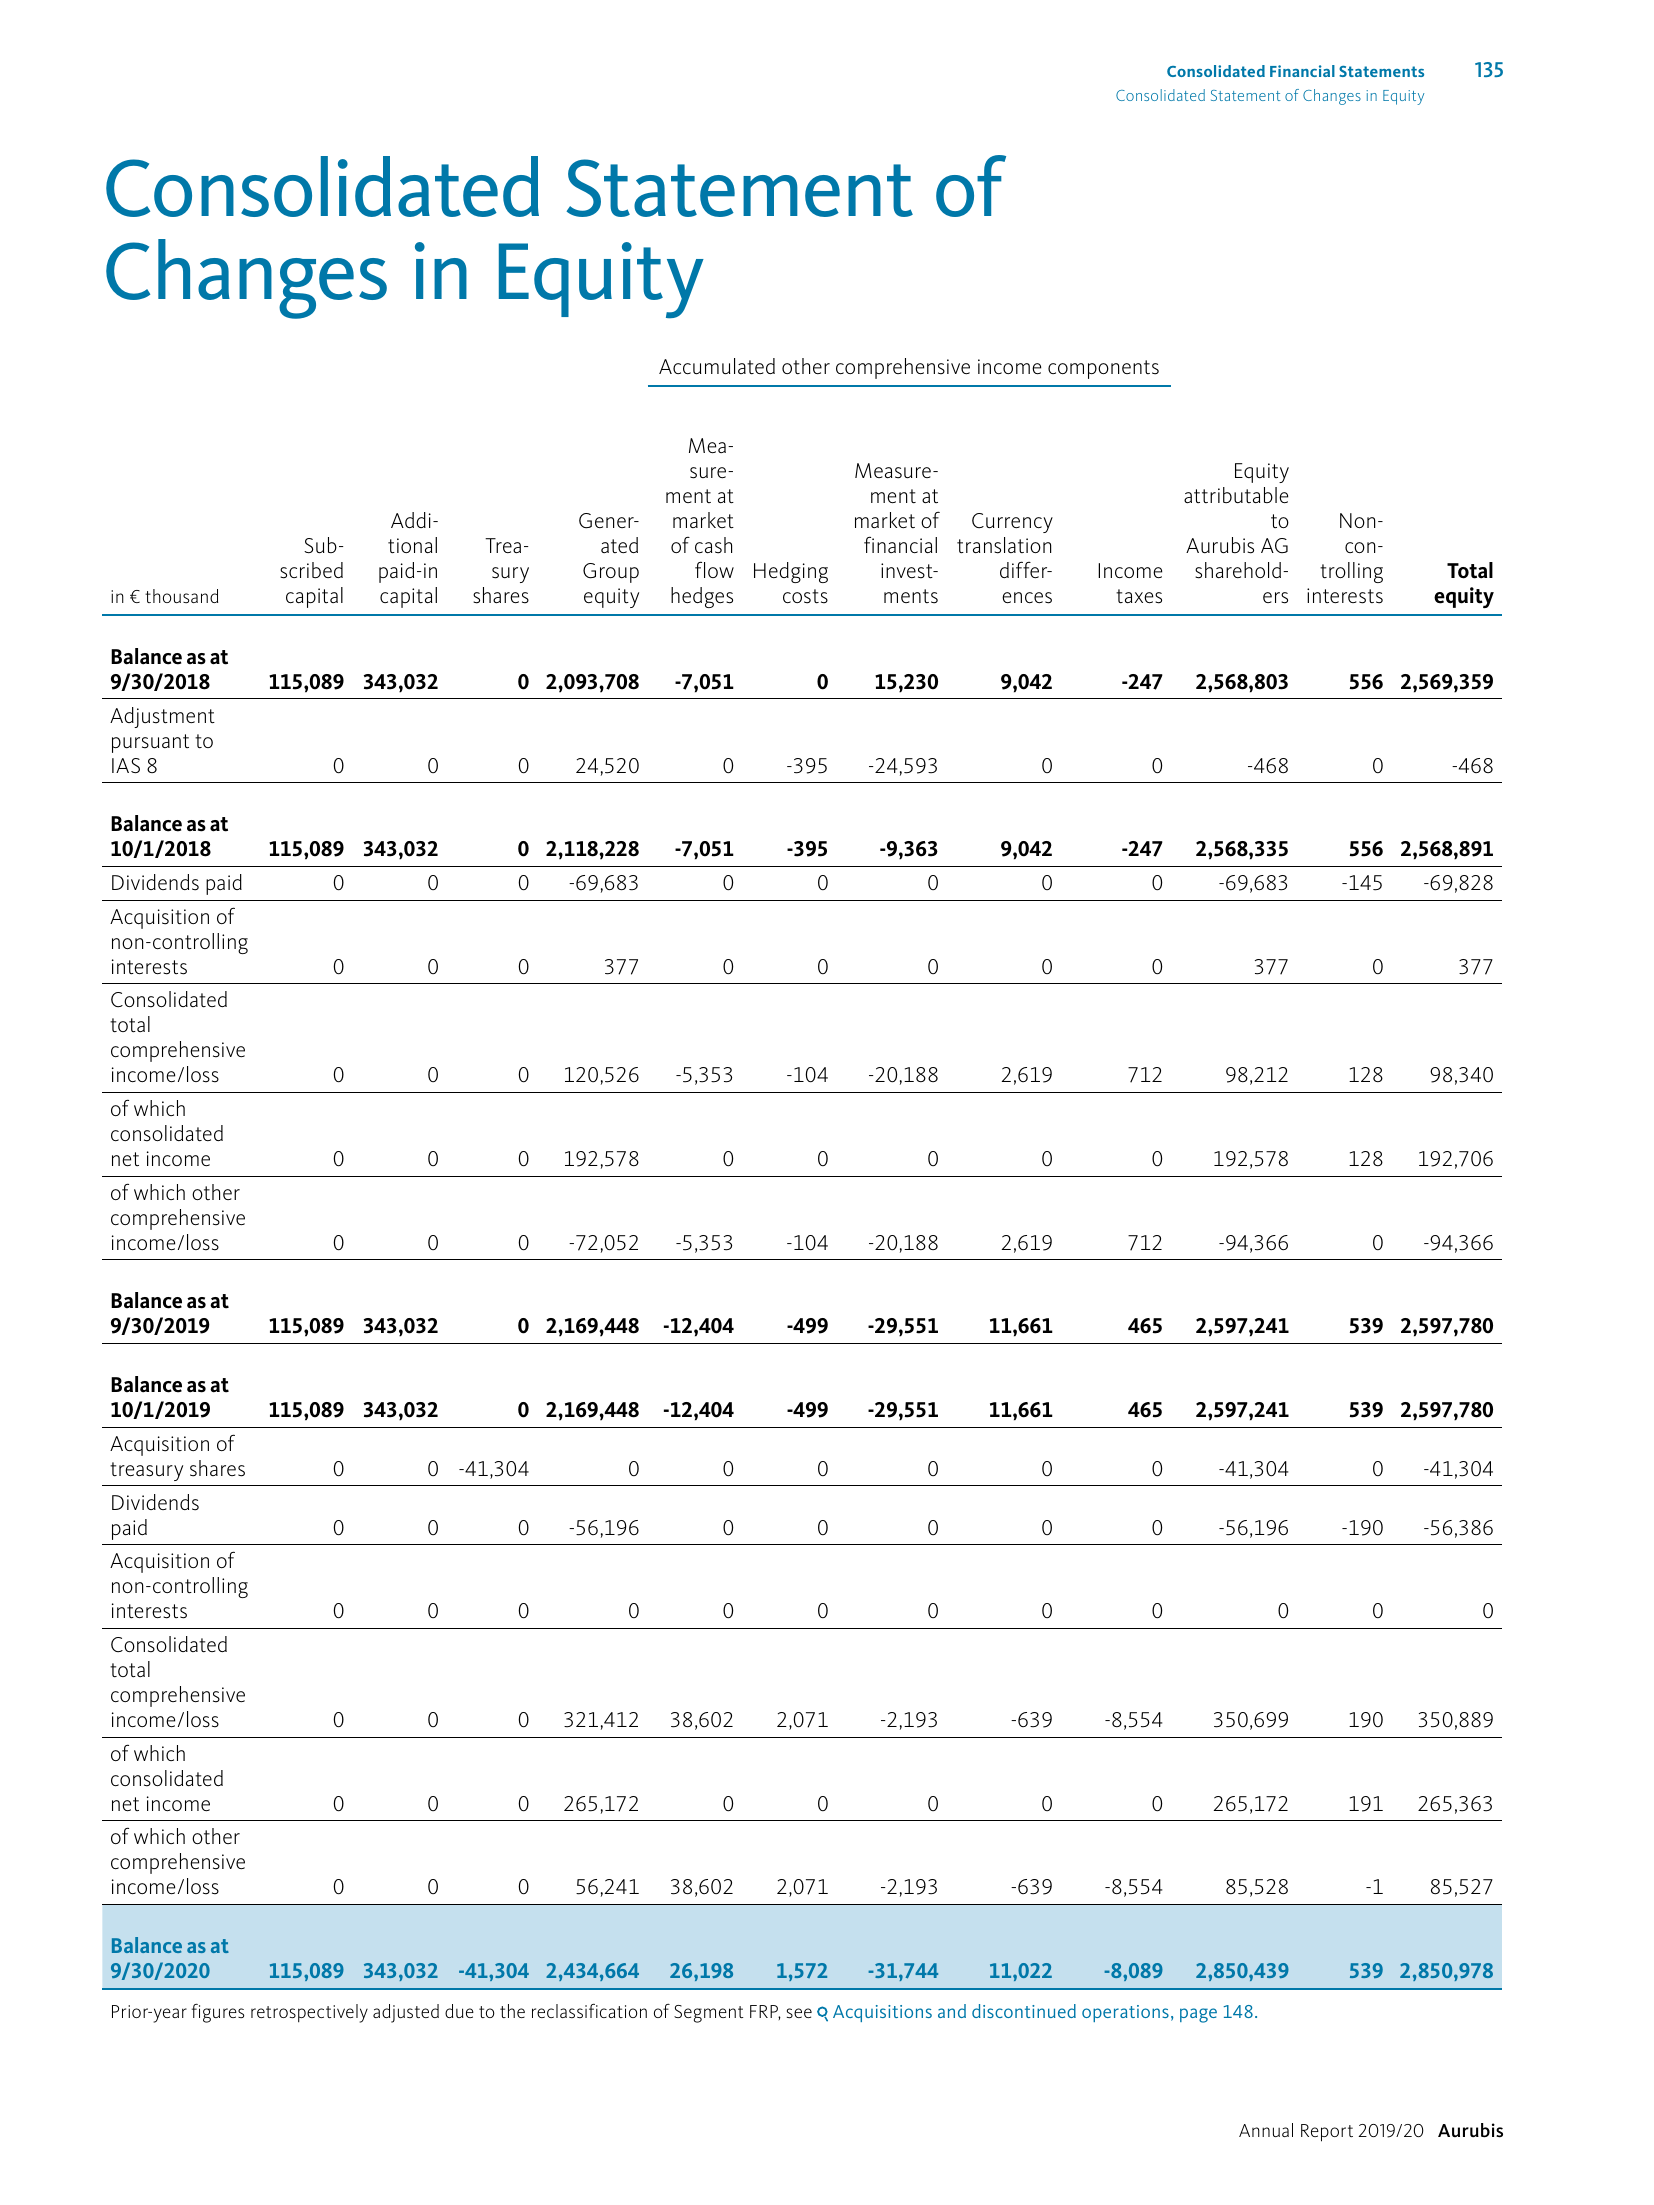 Consolidated Financial Statements 135
Consolidated Statement of Changes in Equity
Consolidated Statement of
Changes in Equity
Accumulated other comprehensive income components
Mea-
sure- Measure- Equity
ment at ment at attributable
Addi- Gener- market market of Currency to Non-
Sub- tional Trea- ated of cash financial translation Aurubis AG con-
scribed paid-in sury Group flow Hedging invest- differ- Income sharehold- trolling Total
in € thousand capital capital shares equity hedges costs ments ences taxes ers interests equity
Balance as at
9/30/2018 115,089 343,032 0 2,093,708 -7,051 0 15,230 9,042 -247 2,568,803 556 2,569,359
Adjustment
pursuant to
IAS 8 0 0 0 24,520 0 -395 -24,593 0 0 -468 0 -468
Balance as at
10/1/2018 115,089 343,032 0 2,118,228 -7,051 -395 -9,363 9,042 -247 2,568,335 556 2,568,891
Dividends paid 0 0 0 -69,683 0 0 0 0 0 -69,683 -145 -69,828
Acquisition of
non-controlling
interests 0 0 0 377 0 0 0 0 0 377 0 377
Consolidated
total
comprehensive
income/loss 0 0 0 120,526 -5,353 -104 -20,188 2,619 712 98,212 128 98,340
of which
consolidated
net income 0 0 0 192,578 0 0 0 0 0 192,578 128 192,706
of which other
comprehensive
income/loss 0 0 0 -72,052 -5,353 -104 -20,188 2,619 712 -94,366 0 -94,366
Balance as at
9/30/2019 115,089 343,032 0 2,169,448 -12,404 -499 -29,551 11,661 465 2,597,241 539 2,597,780
Balance as at
10/1/2019 115,089 343,032 0 2,169,448 -12,404 -499 -29,551 11,661 465 2,597,241 539 2,597,780
Acquisition of
treasury shares 0 0 -41,304 0 0 0 0 0 0 -41,304 0 -41,304
Dividends
paid 0 0 0 -56,196 0 0 0 0 0 -56,196 -190 -56,386
Acquisition of
non-controlling
interests 0 0 0 0 0 0 0 0 0 0 0 0
Consolidated
total
comprehensive
income/loss 0 0 0 321,412 38,602 2,071 -2,193 -639 -8,554 350,699 190 350,889
of which
consolidated
net income 0 0 0 265,172 0 0 0 0 0 265,172 191 265,363
of which other
comprehensive
income/loss 0 0 0 56,241 38,602 2,071 -2,193 -639 -8,554 85,528 -1 85,527
Balance as at
9/30/2020 115,089 343,032 -41,304 2,434,664 26,198 1,572 -31,744 11,022 -8,089 2,850,439 539 2,850,978
Prior-year figures retrospectively adjusted due to the reclassification of Segment FRP, see Acquisitions and discontinued operations, page 148.
Annual Report 2019/20 Aurubis